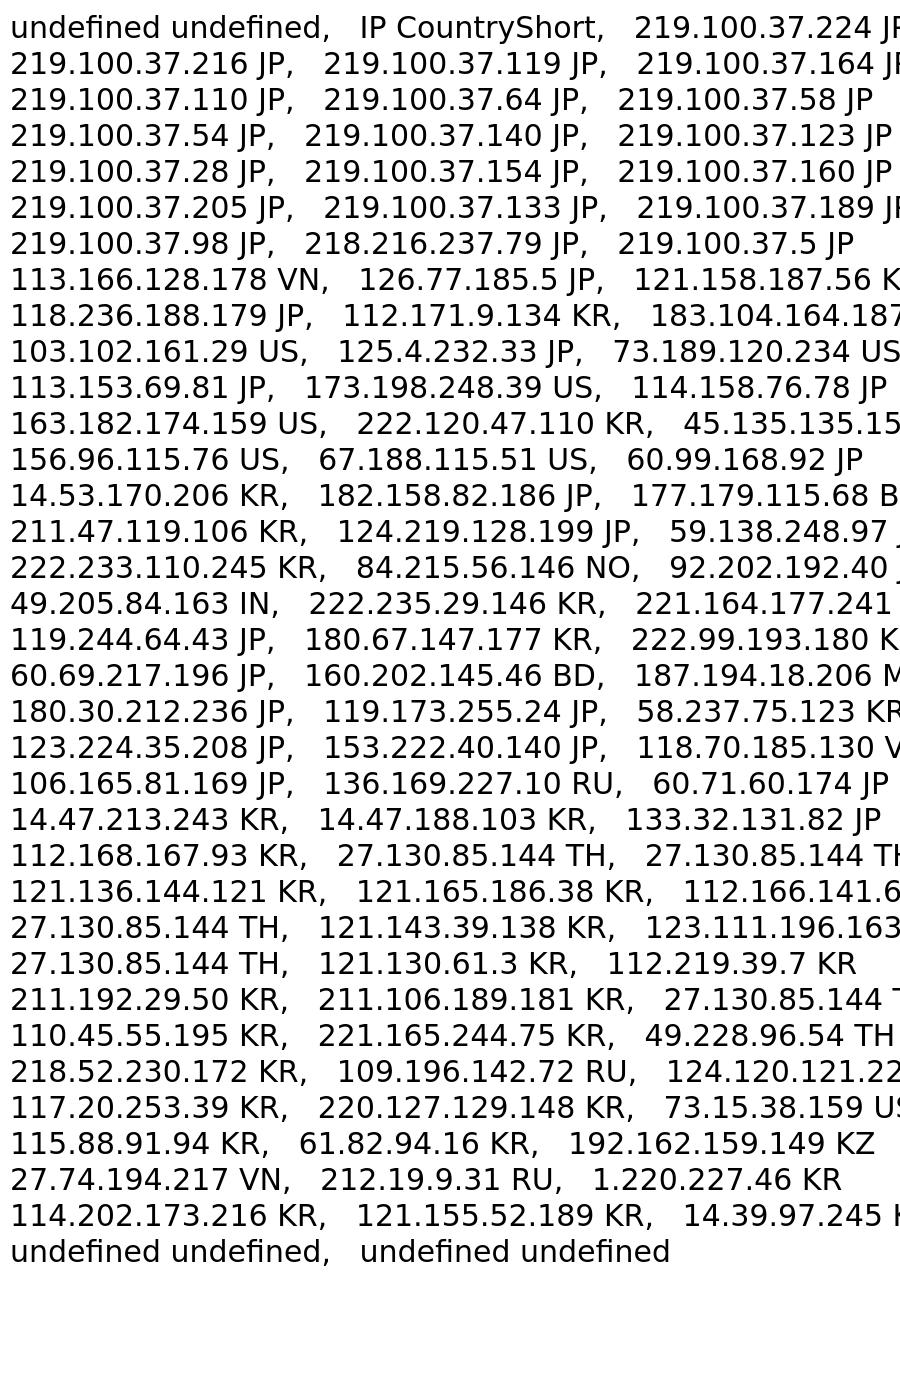 undefined undefined,   IP CountryShort,   219.100.37.224 JP
219.100.37.216 JP,   219.100.37.119 JP,   219.100.37.164 JP
219.100.37.110 JP,   219.100.37.64 JP,   219.100.37.58 JP
219.100.37.54 JP,   219.100.37.140 JP,   219.100.37.123 JP
219.100.37.28 JP,   219.100.37.154 JP,   219.100.37.160 JP
219.100.37.205 JP,   219.100.37.133 JP,   219.100.37.189 JP
219.100.37.98 JP,   218.216.237.79 JP,   219.100.37.5 JP
113.166.128.178 VN,   126.77.185.5 JP,   121.158.187.56 K
118.236.188.179 JP,   112.171.9.134 KR,   183.104.164.187
103.102.161.29 US,   125.4.232.33 JP,   73.189.120.234 US
113.153.69.81 JP,   173.198.248.39 US,   114.158.76.78 JP
163.182.174.159 US,   222.120.47.110 KR,   45.135.135.15
156.96.115.76 US,   67.188.115.51 US,   60.99.168.92 JP
14.53.170.206 KR,   182.158.82.186 JP,   177.179.115.68 B
211.47.119.106 KR,   124.219.128.199 JP,   59.138.248.97 J
222.233.110.245 KR,   84.215.56.146 NO,   92.202.192.40 J
49.205.84.163 IN,   222.235.29.146 KR,   221.164.177.241
119.244.64.43 JP,   180.67.147.177 KR,   222.99.193.180 K
60.69.217.196 JP,   160.202.145.46 BD,   187.194.18.206 M
180.30.212.236 JP,   119.173.255.24 JP,   58.237.75.123 KR
123.224.35.208 JP,   153.222.40.140 JP,   118.70.185.130 V
106.165.81.169 JP,   136.169.227.10 RU,   60.71.60.174 JP
14.47.213.243 KR,   14.47.188.103 KR,   133.32.131.82 JP
112.168.167.93 KR,   27.130.85.144 TH,   27.130.85.144 TH
121.136.144.121 KR,   121.165.186.38 KR,   112.166.141.6
27.130.85.144 TH,   121.143.39.138 KR,   123.111.196.163
27.130.85.144 TH,   121.130.61.3 KR,   112.219.39.7 KR
211.192.29.50 KR,   211.106.189.181 KR,   27.130.85.144 T
110.45.55.195 KR,   221.165.244.75 KR,   49.228.96.54 TH
218.52.230.172 KR,   109.196.142.72 RU,   124.120.121.22
117.20.253.39 KR,   220.127.129.148 KR,   73.15.38.159 US
115.88.91.94 KR,   61.82.94.16 KR,   192.162.159.149 KZ
27.74.194.217 VN,   212.19.9.31 RU,   1.220.227.46 KR
114.202.173.216 KR,   121.155.52.189 KR,   14.39.97.245 K
undefined undefined,   undefined undefined